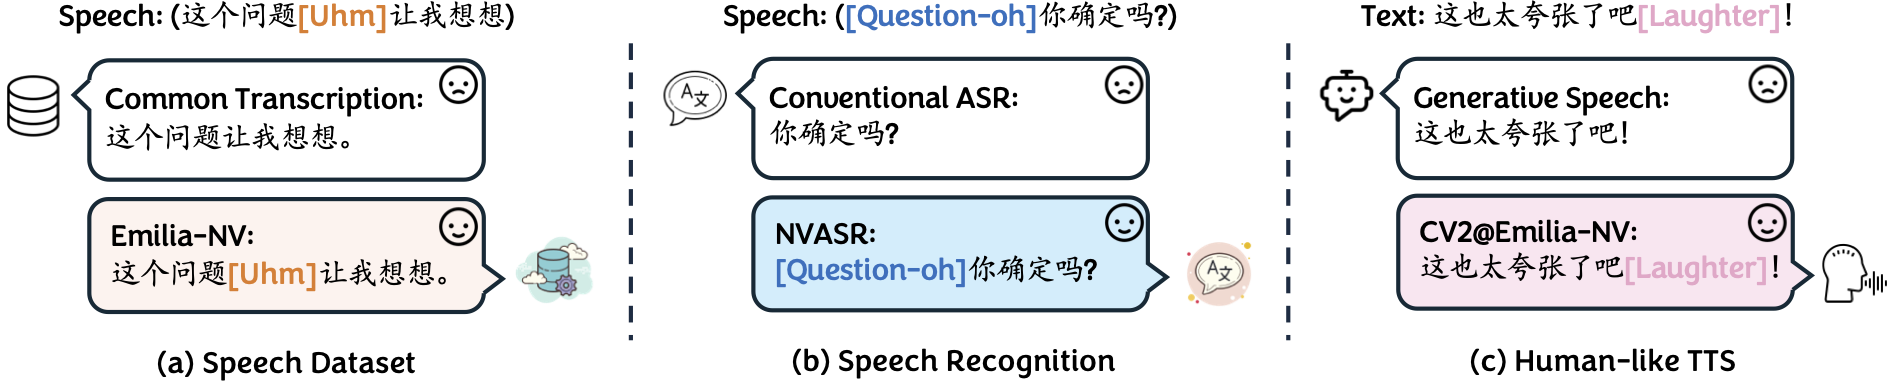 Speech: (这个问题[Uhm]让我想想)
Common Transcription:
这个问题让我想想。
Emilia-NV:
这个问题[Uhm]让我想想。
(a) Speech Dataset
Speech: ([Question-oh]你确定吗?)
A文
Conventional ASR:
你确定吗?
NVASR:
[Question-oh]你确定吗?
A文
(b) Speech Recognition
Text: 这也太夸张了吧[Laughter]!
Generative Speech:
这也太夸张了吧!
CV2@Emilia-NV:
这也太夸张了吧[Laughter]!
(c) Human-like TTS